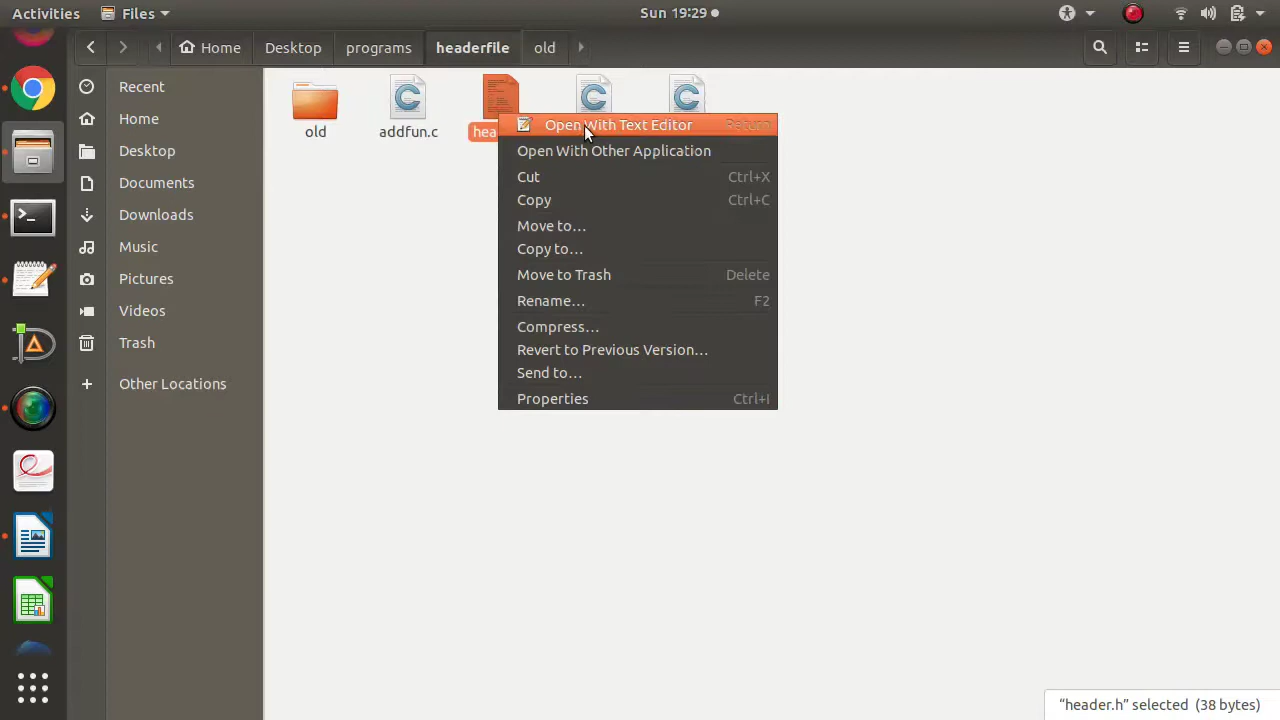 Activities
Files
Sun 19:29
Home
Desktop
programs
headerfile
old
Recent
Home
Desktop
Documents
Downloads
Music
Pictures
Videos
Trash
Other Locations
old
addFun.c
hea
Open With Text Editor Return
Open With Other Application
Cut Ctrl+X
Copy Ctrl+C
Move to...
Copy to...
Move to Trash Delete
Rename... F2
Compress...
Revert to Previous Version...
Send to...
Properties Ctrl+I
“header.h” selected (38 bytes)